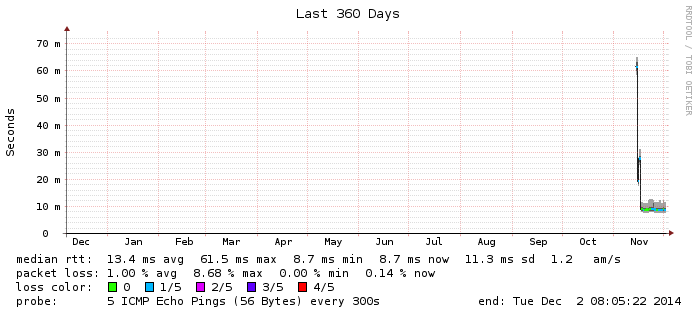 Last 360 Days
RRDTOOL / TOBI OETIKER
Seconds
70 m
60 m
50 m
40 m
30 m
20 m
10 m
0
Dec Jan Feb Mar Apr May Jun Jul Aug Sep Oct Nov
median rtt: 13.4 ms avg 61.5 ms max 8.7 ms min 8.7 ms now 11.3 ms sd 1.2 am/s
packet loss: 1.00 % avg 8.68 % max 0.00 % min 0.14 % now
loss color: 0 1/5 2/5 3/5 4/5
probe: 5 ICMP Echo Pings (56 Bytes) every 300s end: Tue Dec 2 08:05:22 2014